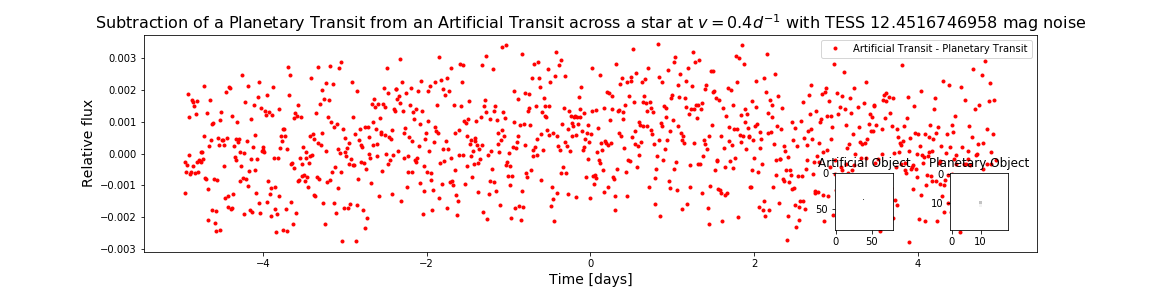 Subtraction of a Planetary Transit from an Artificial Transit across a star at v = 0.4d⁻¹ with TESS 12.4516746958 mag noise
Artificial Transit - Planetary Transit
Relative flux
0.003
0.002
0.001
0.000
−0.001
−0.002
−0.003
Artificial Object
0
50
0 50
Planetary Object
0
10
0 10
−4 −2 0 2 4
Time [days]